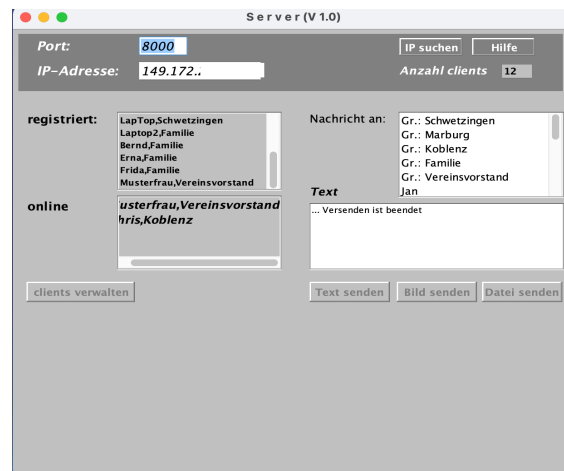 Server(V 1.0)
Port: 8000 IP suchen Hilfe
IP-Adresse: 149.172. Anzahl clients 12
registriert:
LapTop,Schwetzingen
Laptop2,Familie
Bernd,Familie
Erna,Familie
Frida,Familie
Musterfrau,Vereinsvorstand
Nachricht an:
Gr.: Schwetzingen
Gr.: Marburg
Gr.: Koblenz
Gr.: Familie
Gr.: Vereinsvorstand
Jan
online
usterfrau,Vereinsvorstand
hris,Koblenz
Text
... Versenden ist beendet
clients verwalten Text senden Bild senden Datei senden